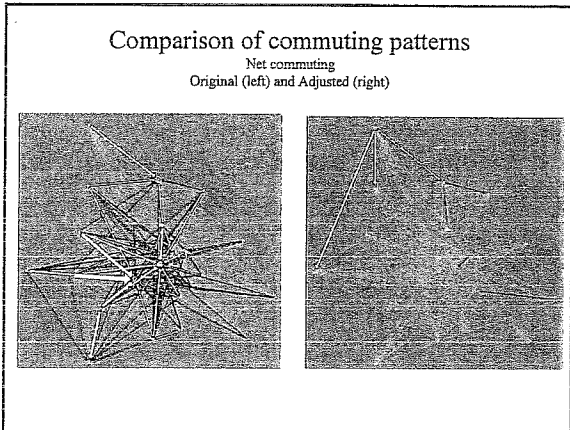 Comparison of commuting patterns
Net commuting
Original (left) and Adjusted (right)